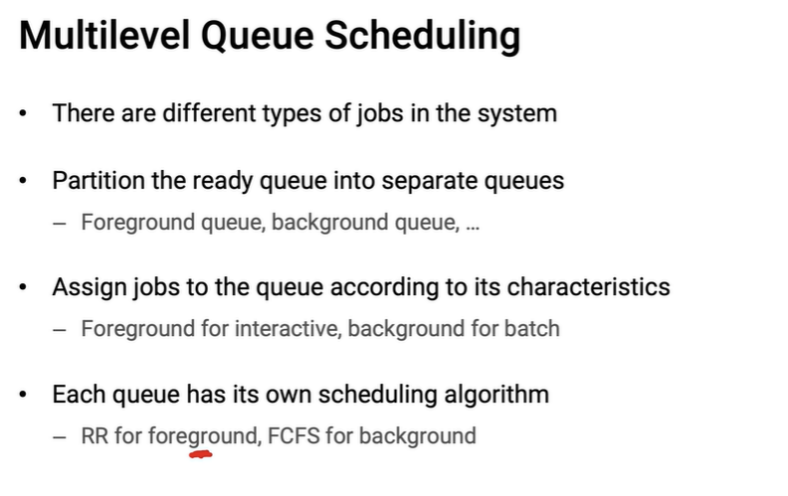 Multilevel Queue Scheduling
• There are different types of jobs in the system
• Partition the ready queue into separate queues
– Foreground queue, background queue, ...
• Assign jobs to the queue according to its characteristics
– Foreground for interactive, background for batch
• Each queue has its own scheduling algorithm
– RR for foreground, FCFS for background